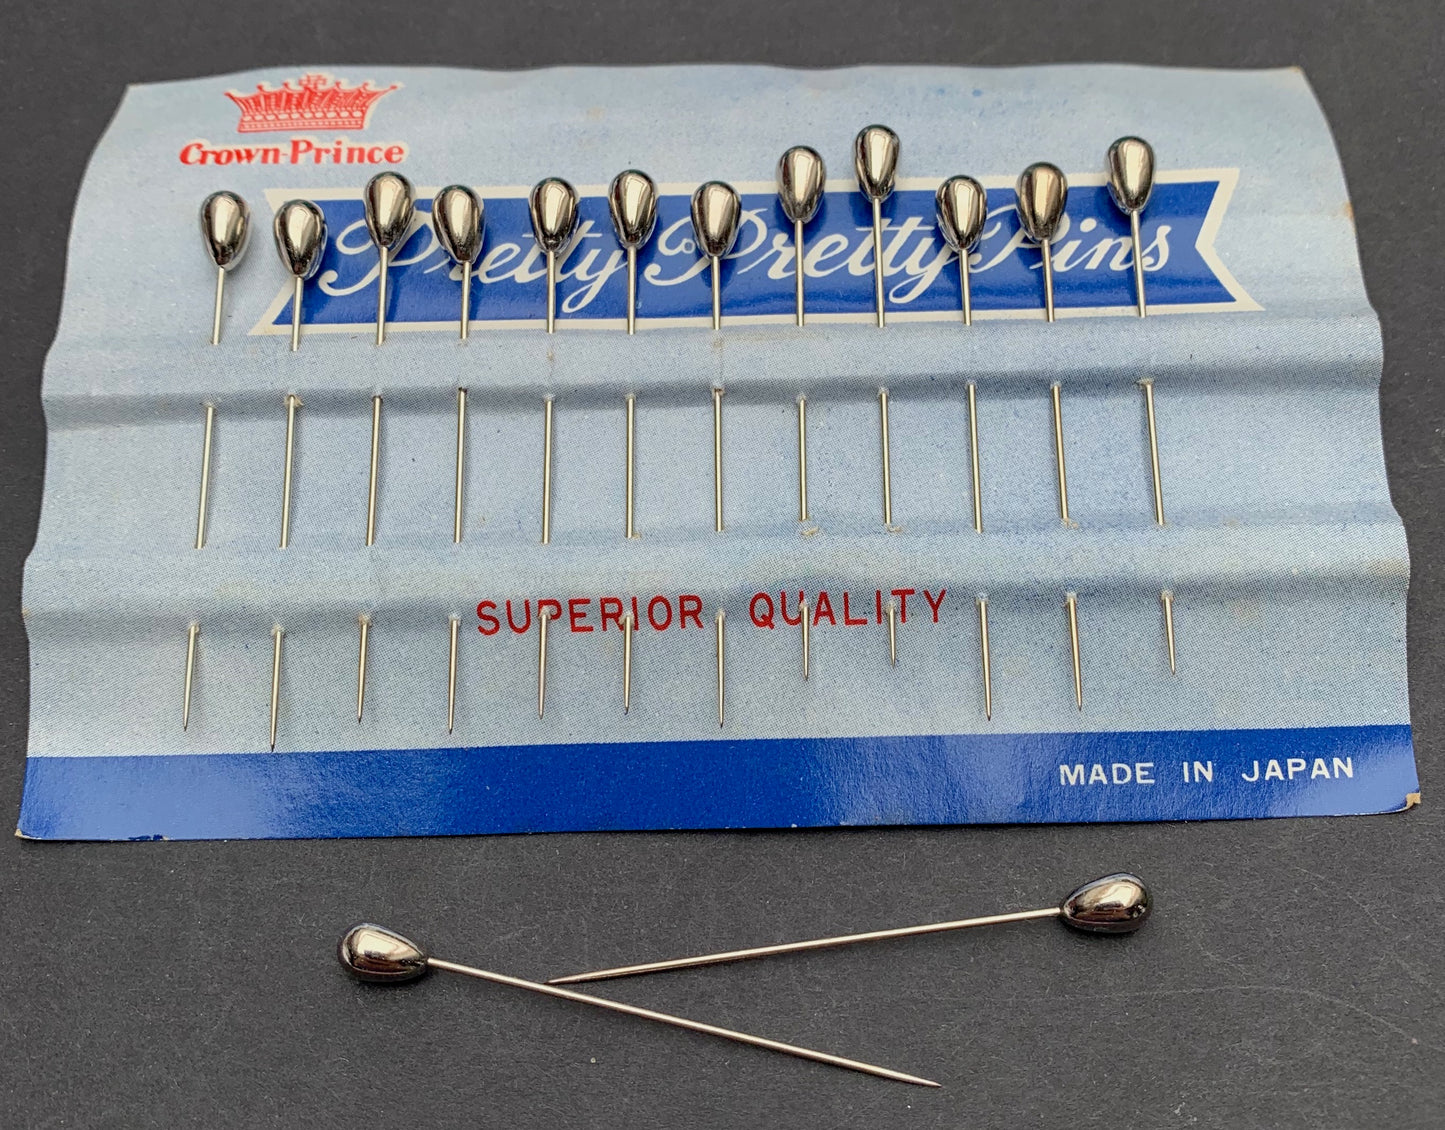 Crown-Prince
Pretty Pretty Pins
SUPERIOR QUALITY
MADE IN JAPAN